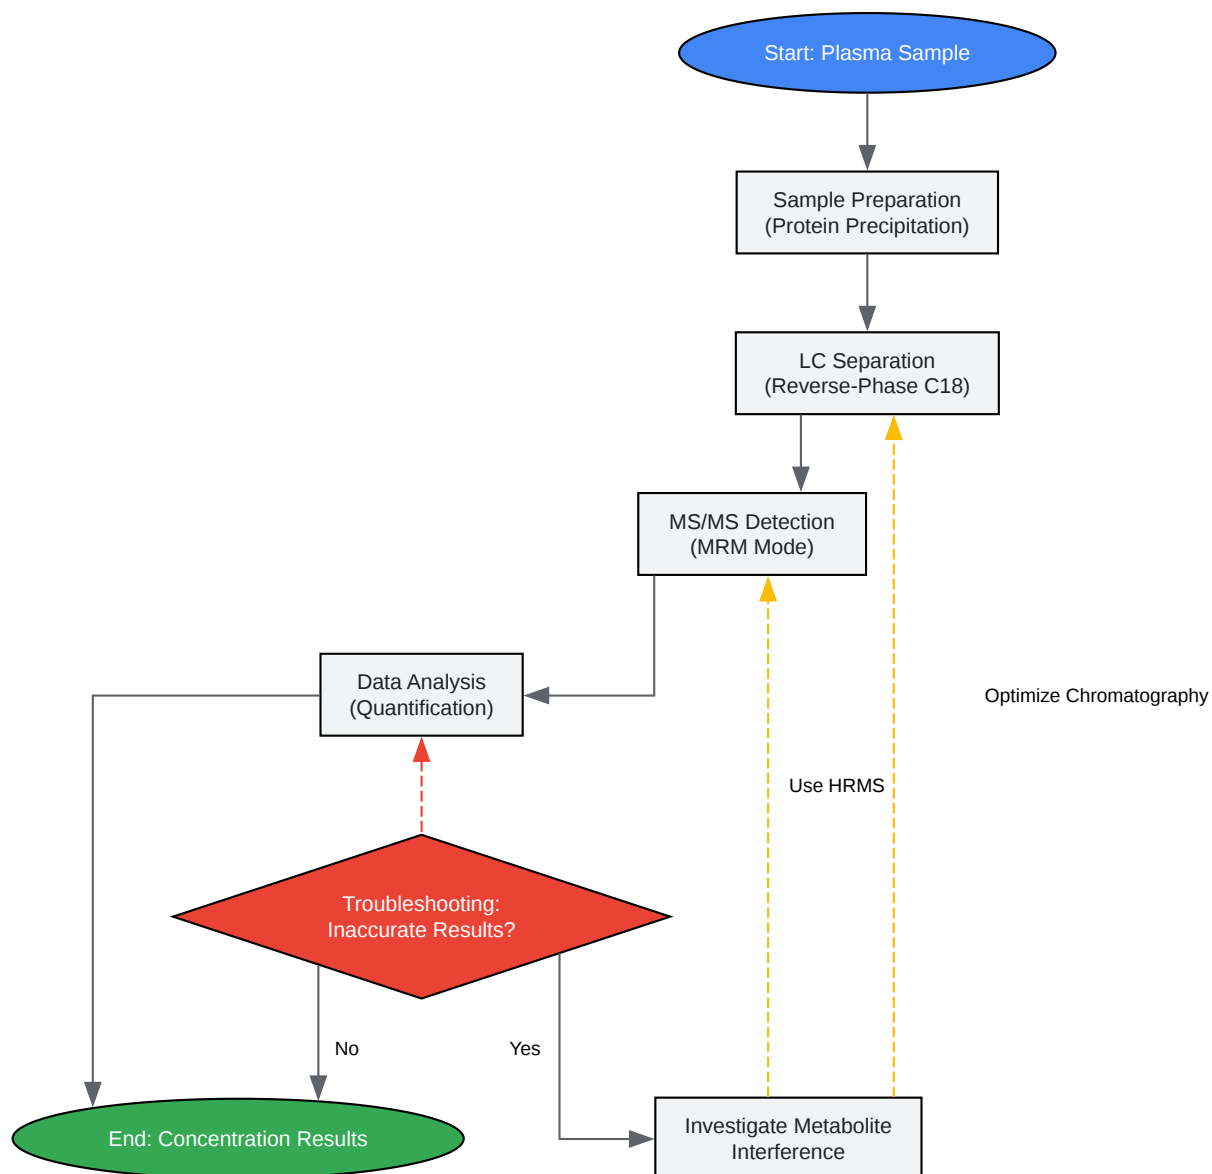 Start: Plasma Sample
Sample Preparation
(Protein Precipitation)
LC Separation
(Reverse-Phase C18)
MS/MS Detection
(MRM Mode)
Data Analysis
(Quantification)
Optimize Chromatography
Use HRMS
Troubleshooting:
Inaccurate Results?
No
Yes
End: Concentration Results
Investigate Metabolite
Interference